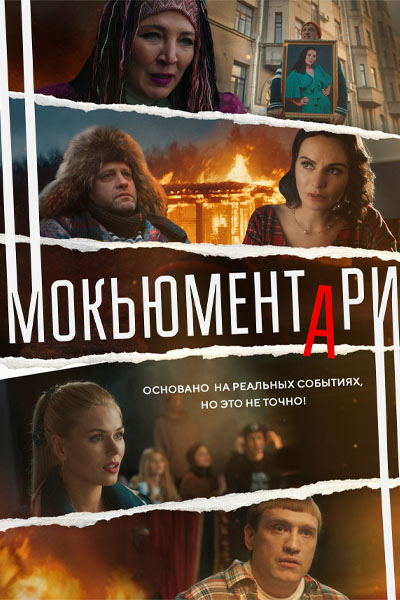 МОКЬЮМЕНТАРИ
ОСНОВАНО НА РЕАЛЬНЫХ СОБЫТИЯХ,
НО ЭТО НЕ ТОЧНО!